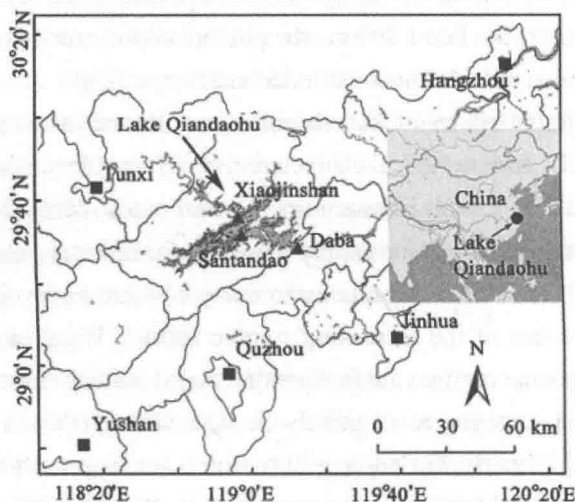 30°20′N
Hangzhou
Lake Qiandaohu
Tunxi
Xiaojinshan
29°40′N
China
Daba
Lake
Qiandaohu
Santandao
Jinhua
29°0′N
Quzhou
N
Yushan
0 30 60 km
118°20′E 119°0′E 119°40′E 120°20′E